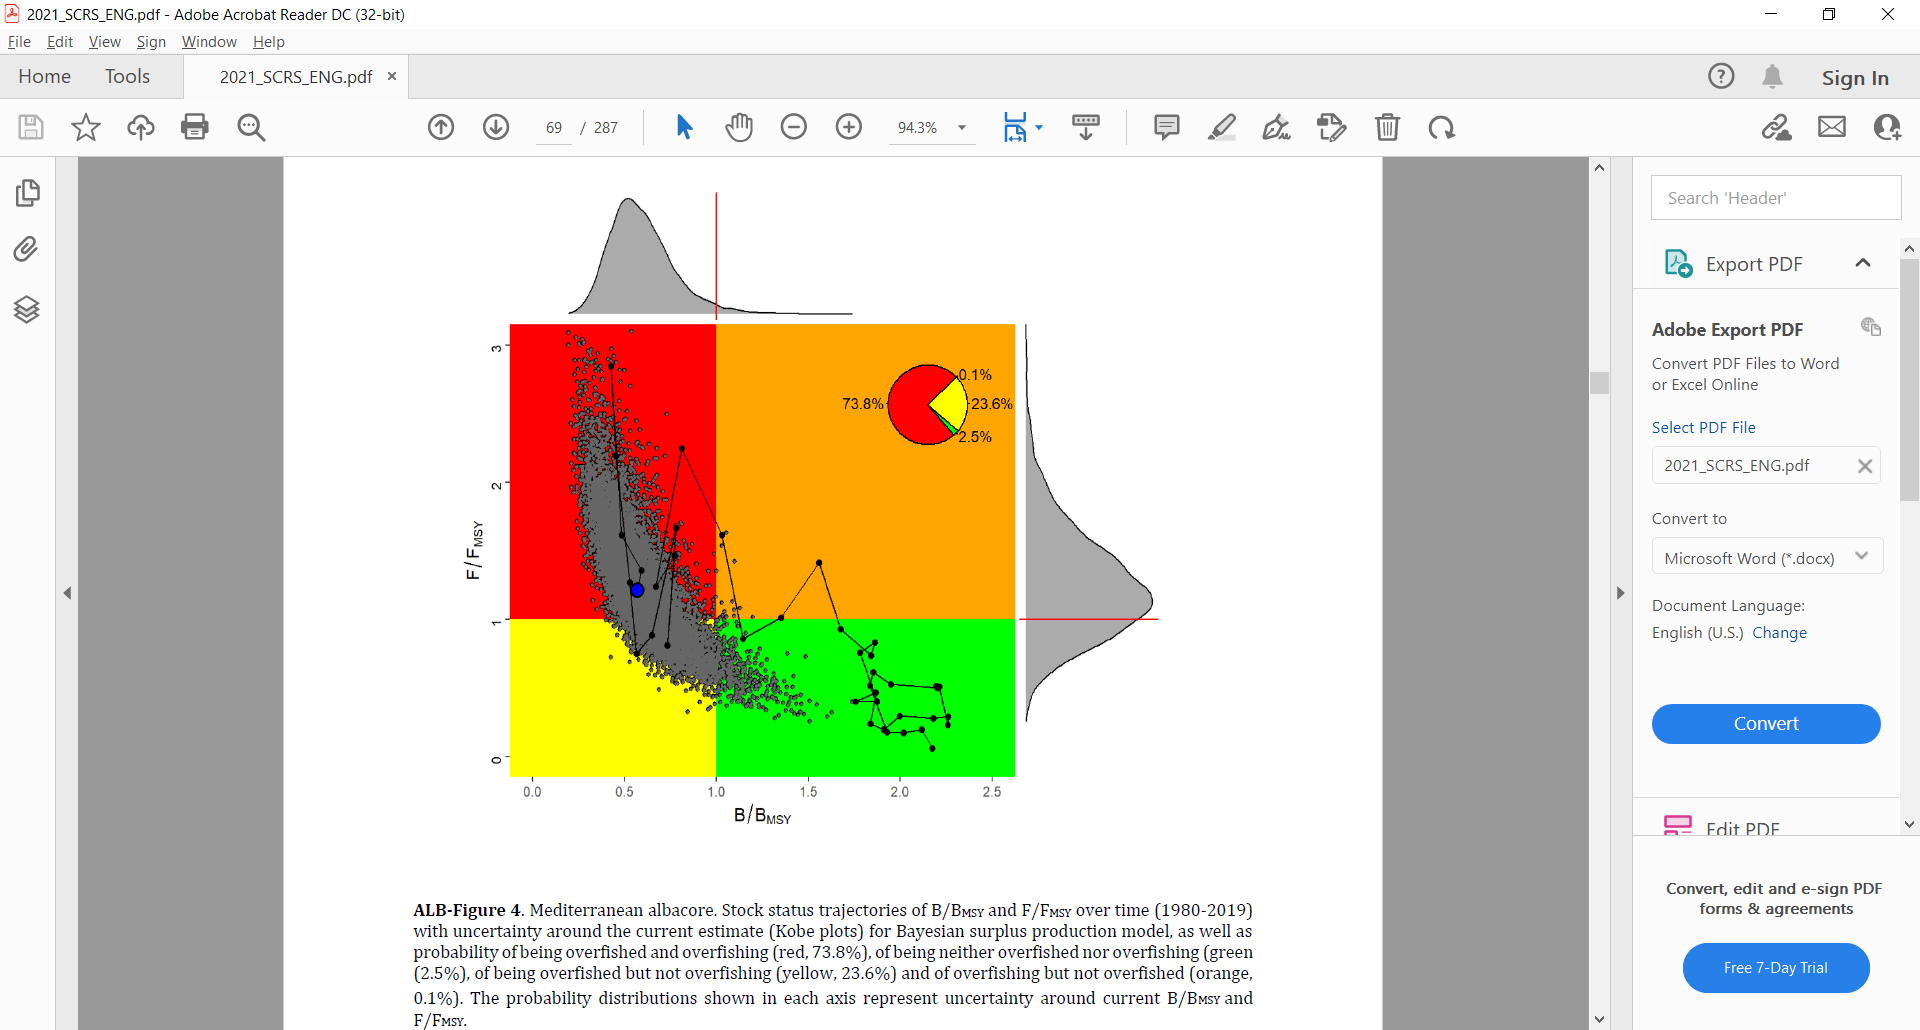 2021_SCRS_ENG.pdf - Adobe Acrobat Reader DC (32-bit)
File Edit View Sign Window Help
Home Tools 2021_SCRS_ENG.pdf × Sign In
69 / 287 94.3%
Search 'Header'
Export PDF
Adobe Export PDF
Convert PDF Files to Word
or Excel Online
Select PDF File
2021_SCRS_ENG.pdf
Convert to
Microsoft Word (*.docx)
Document Language:
English (U.S.) Change
Convert
Edit PDF
Convert, edit and e-sign PDF
forms & agreements
Free 7-Day Trial
0.1%
73.8% 23.6%
2.5%
3
2
1
0
F/FMSY
0.0 0.5 1.0 1.5 2.0 2.5
B/BMSY
ALB-Figure 4. Mediterranean albacore. Stock status trajectories of B/BMSY and F/FMSY over time (1980-2019)
with uncertainty around the current estimate (Kobe plots) for Bayesian surplus production model, as well as
probability of being overfished and overfishing (red, 73.8%), of being neither overfished nor overfishing (green
(2.5%), of being overfished but not overfishing (yellow, 23.6%) and of overfishing but not overfished (orange,
0.1%). The probability distributions shown in each axis represent uncertainty around current B/BMSY and
F/FMSY.